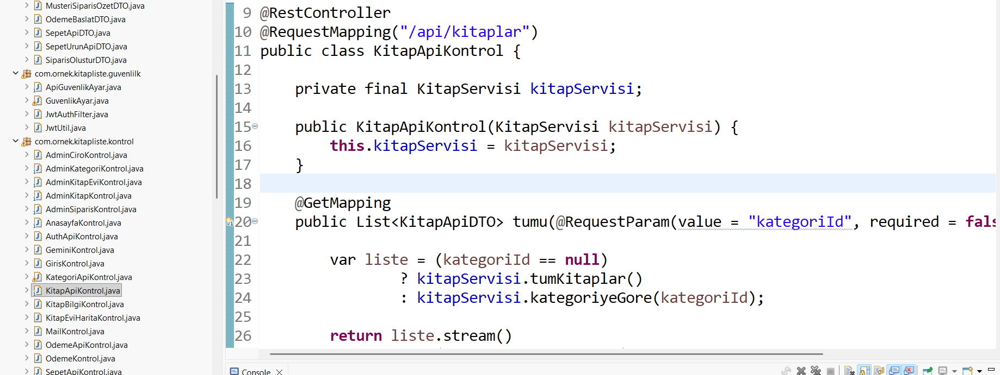 MusteriSiparisOzetDTO.java
OdemeBaslatDTO.java
SepetApiDTO.java
SepetUrunApiDTO.java
SiparisOlusturDTO.java
com.ornek.kitapliste.guvenlilk
ApiGuvenlikAyar.java
GuvenlikAyar.java
JwtAuthFilter.java
JwtUtil.java
com.ornek.kitapliste.kontrol
AdminCiroKontrol.java
AdminKategoriKontrol.java
AdminKitapEviKontrol.java
AdminKitapKontrol.java
AdminSiparisKontrol.java
AnasayfaKontrol.java
AuthApiKontrol.java
GeminiKontrol.java
GirisKontrol.java
KategoriApiKontrol.java
KitapApiKontrol.java
KitapBilgiKontrol.java
KitapEviHaritaKontrol.java
MailKontrol.java
OdemeApiKontrol.java
OdemeKontrol.java
SepetApiKontrol.java
9 @RestController
10 @RequestMapping("/api/kitaplar")
11 public class KitapApiKontrol {
12
13 private final KitapServisi kitapServisi;
14
15 public KitapApiKontrol(KitapServisi kitapServisi) {
16 this.kitapServisi = kitapServisi;
17 }
18
19 @GetMapping
20 public List<KitapApiDTO> tumu(@RequestParam(value = "kategoriId", required = fals
21
22 var liste = (kategoriId == null)
23 ? kitapServisi.tumKitaplar()
24 : kitapServisi.kategoriyeGore(kategoriId);
25
26 return liste.stream()
Console